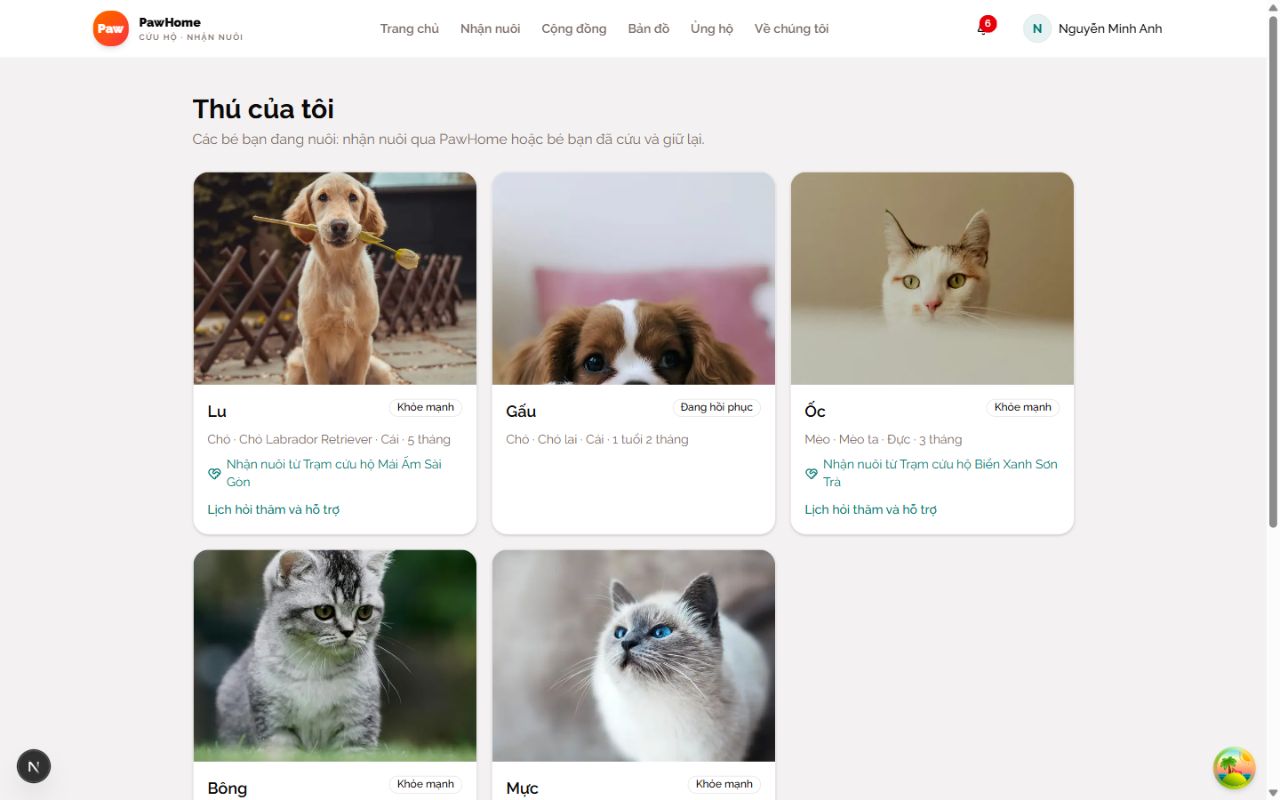 Paw
PawHome
CỨU HỘ · NHẬN NUÔI
Trang chủ
Nhận nuôi
Cộng đồng
Bản đồ
Ủng hộ
Về chúng tôi
6
N
Nguyễn Minh Anh
Thú của tôi
Các bé bạn đang nuôi: nhận nuôi qua PawHome hoặc bé bạn đã cứu và giữ lại.
Lu
Khỏe mạnh
Chó · Chó Labrador Retriever · Cái · 5 tháng
Nhận nuôi từ Trạm cứu hộ Mái Ấm Sài
Gòn
Lịch hỏi thăm và hỗ trợ
Gấu
Đang hồi phục
Chó · Chó lai · Cái · 1 tuổi 2 tháng
Ốc
Khỏe mạnh
Mèo · Mèo ta · Đực · 3 tháng
Nhận nuôi từ Trạm cứu hộ Biển Xanh Sơn
Trà
Lịch hỏi thăm và hỗ trợ
Bông
Khỏe mạnh
Mực
Khỏe mạnh
N